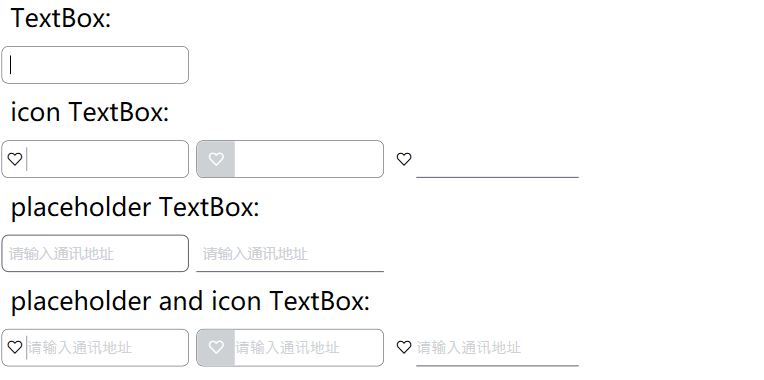 TextBox:
icon TextBox:
placeholder TextBox:
请输入通讯地址 请输入通讯地址
placeholder and icon TextBox:
请输入通讯地址 请输入通讯地址 请输入通讯地址